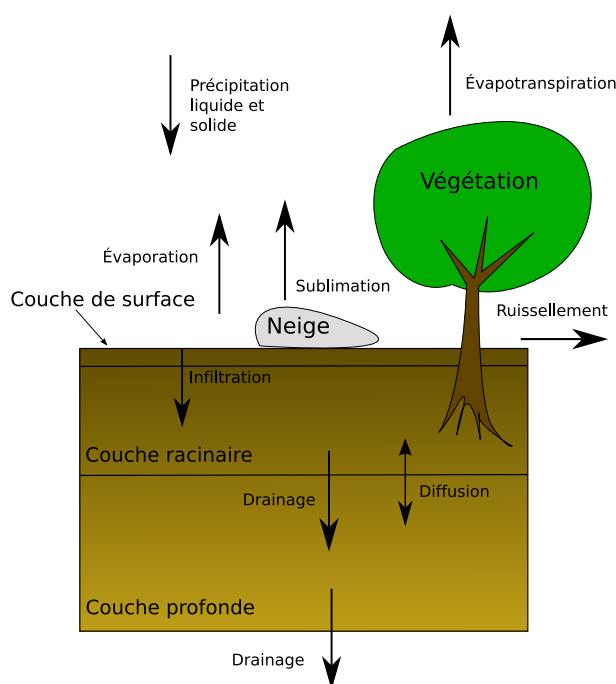 Évapotranspiration
Précipitation
liquide et
solide
Végétation
Évaporation
Sublimation
Couche de surface
Neige
Ruissellement
Infiltration
Couche racinaire
Drainage
Diffusion
Couche profonde
Drainage